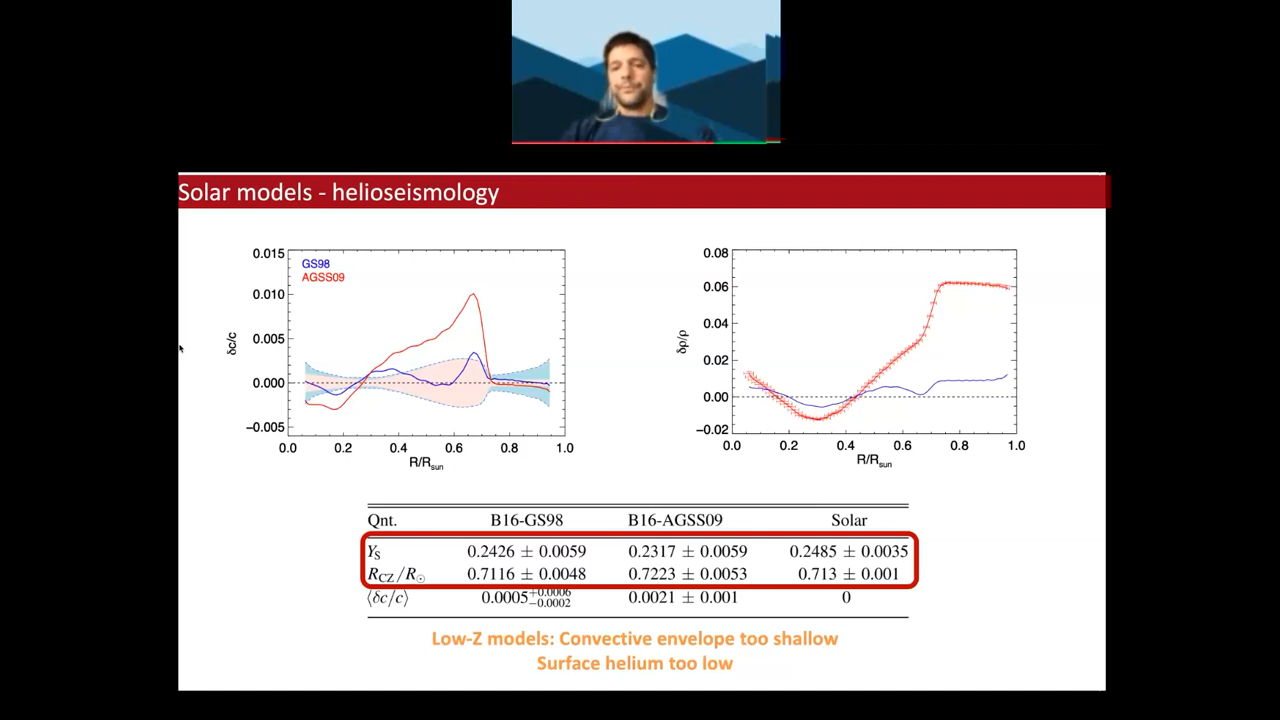 Solar models - helioseismology
0.015
0.010
0.005
0.000
−0.005
δc/c
GS98
AGSS09
0.0 0.2 0.4 0.6 0.8 1.0
R/Rsun
0.08
0.06
0.04
0.02
0.00
−0.02
δρ/ρ
0.0 0.2 0.4 0.6 0.8 1.0
R/Rsun
Qnt. B16-GS98 B16-AGSS09 Solar
YS 0.2426 ± 0.0059 0.2317 ± 0.0059 0.2485 ± 0.0035
RCZ/R⊙ 0.7116 ± 0.0048 0.7223 ± 0.0053 0.713 ± 0.001
⟨δc/c⟩ 0.0005+0.0006−0.0002 0.0021 ± 0.001 0
Low-Z models: Convective envelope too shallow
Surface helium too low